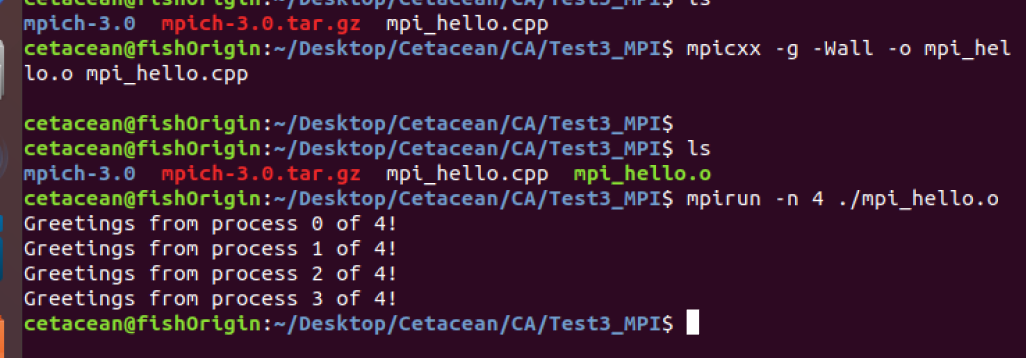 cetacean@fishOrigin:~/Desktop/Cetacean/CA/Test3_MPI$ ls
mpich-3.0  mpich-3.0.tar.gz  mpi_hello.cpp
cetacean@fishOrigin:~/Desktop/Cetacean/CA/Test3_MPI$ mpicxx -g -Wall -o mpi_hel
lo.o mpi_hello.cpp
cetacean@fishOrigin:~/Desktop/Cetacean/CA/Test3_MPI$
cetacean@fishOrigin:~/Desktop/Cetacean/CA/Test3_MPI$ ls
mpich-3.0  mpich-3.0.tar.gz  mpi_hello.cpp  mpi_hello.o
cetacean@fishOrigin:~/Desktop/Cetacean/CA/Test3_MPI$ mpirun -n 4 ./mpi_hello.o
Greetings from process 0 of 4!
Greetings from process 1 of 4!
Greetings from process 2 of 4!
Greetings from process 3 of 4!
cetacean@fishOrigin:~/Desktop/Cetacean/CA/Test3_MPI$